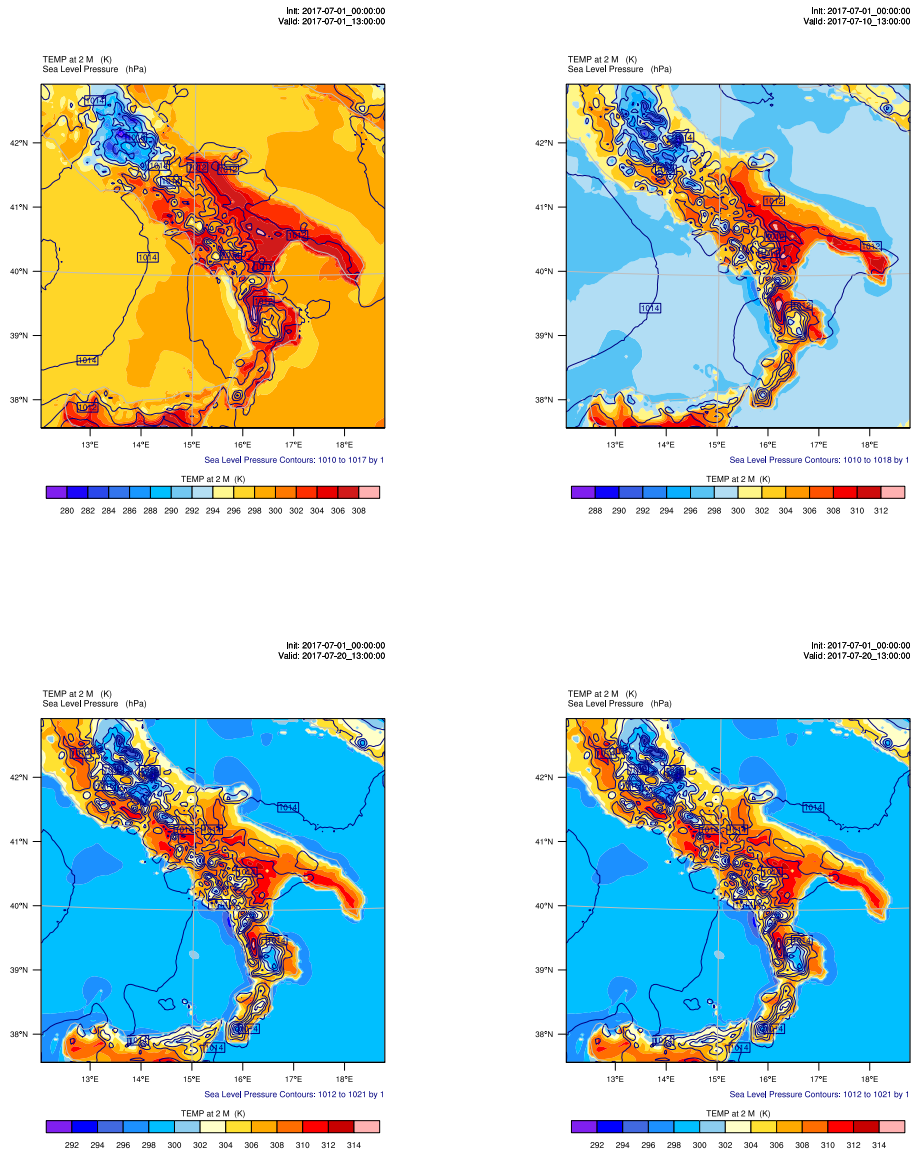 Init: 2017-07-01_00:00:00
Valid: 2017-07-01_13:00:00
TEMP at 2 M (K)
Sea Level Pressure (hPa)
42°N
41°N
40°N
39°N
38°N
1014
1014
1012
1012
1014
1014
1012
13°E 14°E 15°E 16°E 17°E 18°E
Sea Level Pressure Contours: 1010 to 1017 by 1
TEMP at 2 M (K)
280 282 284 286 288 290 292 294 296 298 300 302 304 306 308
Init: 2017-07-01_00:00:00
Valid: 2017-07-10_13:00:00
TEMP at 2 M (K)
Sea Level Pressure (hPa)
42°N
41°N
40°N
39°N
38°N
1014
1012
1012
1014
1012
13°E 14°E 15°E 16°E 17°E 18°E
Sea Level Pressure Contours: 1010 to 1018 by 1
TEMP at 2 M (K)
288 290 292 294 296 298 300 302 304 306 308 310 312
Init: 2017-07-01_00:00:00
Valid: 2017-07-20_13:00:00
TEMP at 2 M (K)
Sea Level Pressure (hPa)
42°N
41°N
40°N
39°N
38°N
1014
1014
1014
1014
13°E 14°E 15°E 16°E 17°E 18°E
Sea Level Pressure Contours: 1012 to 1021 by 1
TEMP at 2 M (K)
292 294 296 298 300 302 304 306 308 310 312 314
Init: 2017-07-01_00:00:00
Valid: 2017-07-20_13:00:00
TEMP at 2 M (K)
Sea Level Pressure (hPa)
42°N
41°N
40°N
39°N
38°N
1014
1014
1014
1014
13°E 14°E 15°E 16°E 17°E 18°E
Sea Level Pressure Contours: 1012 to 1021 by 1
TEMP at 2 M (K)
292 294 296 298 300 302 304 306 308 310 312 314